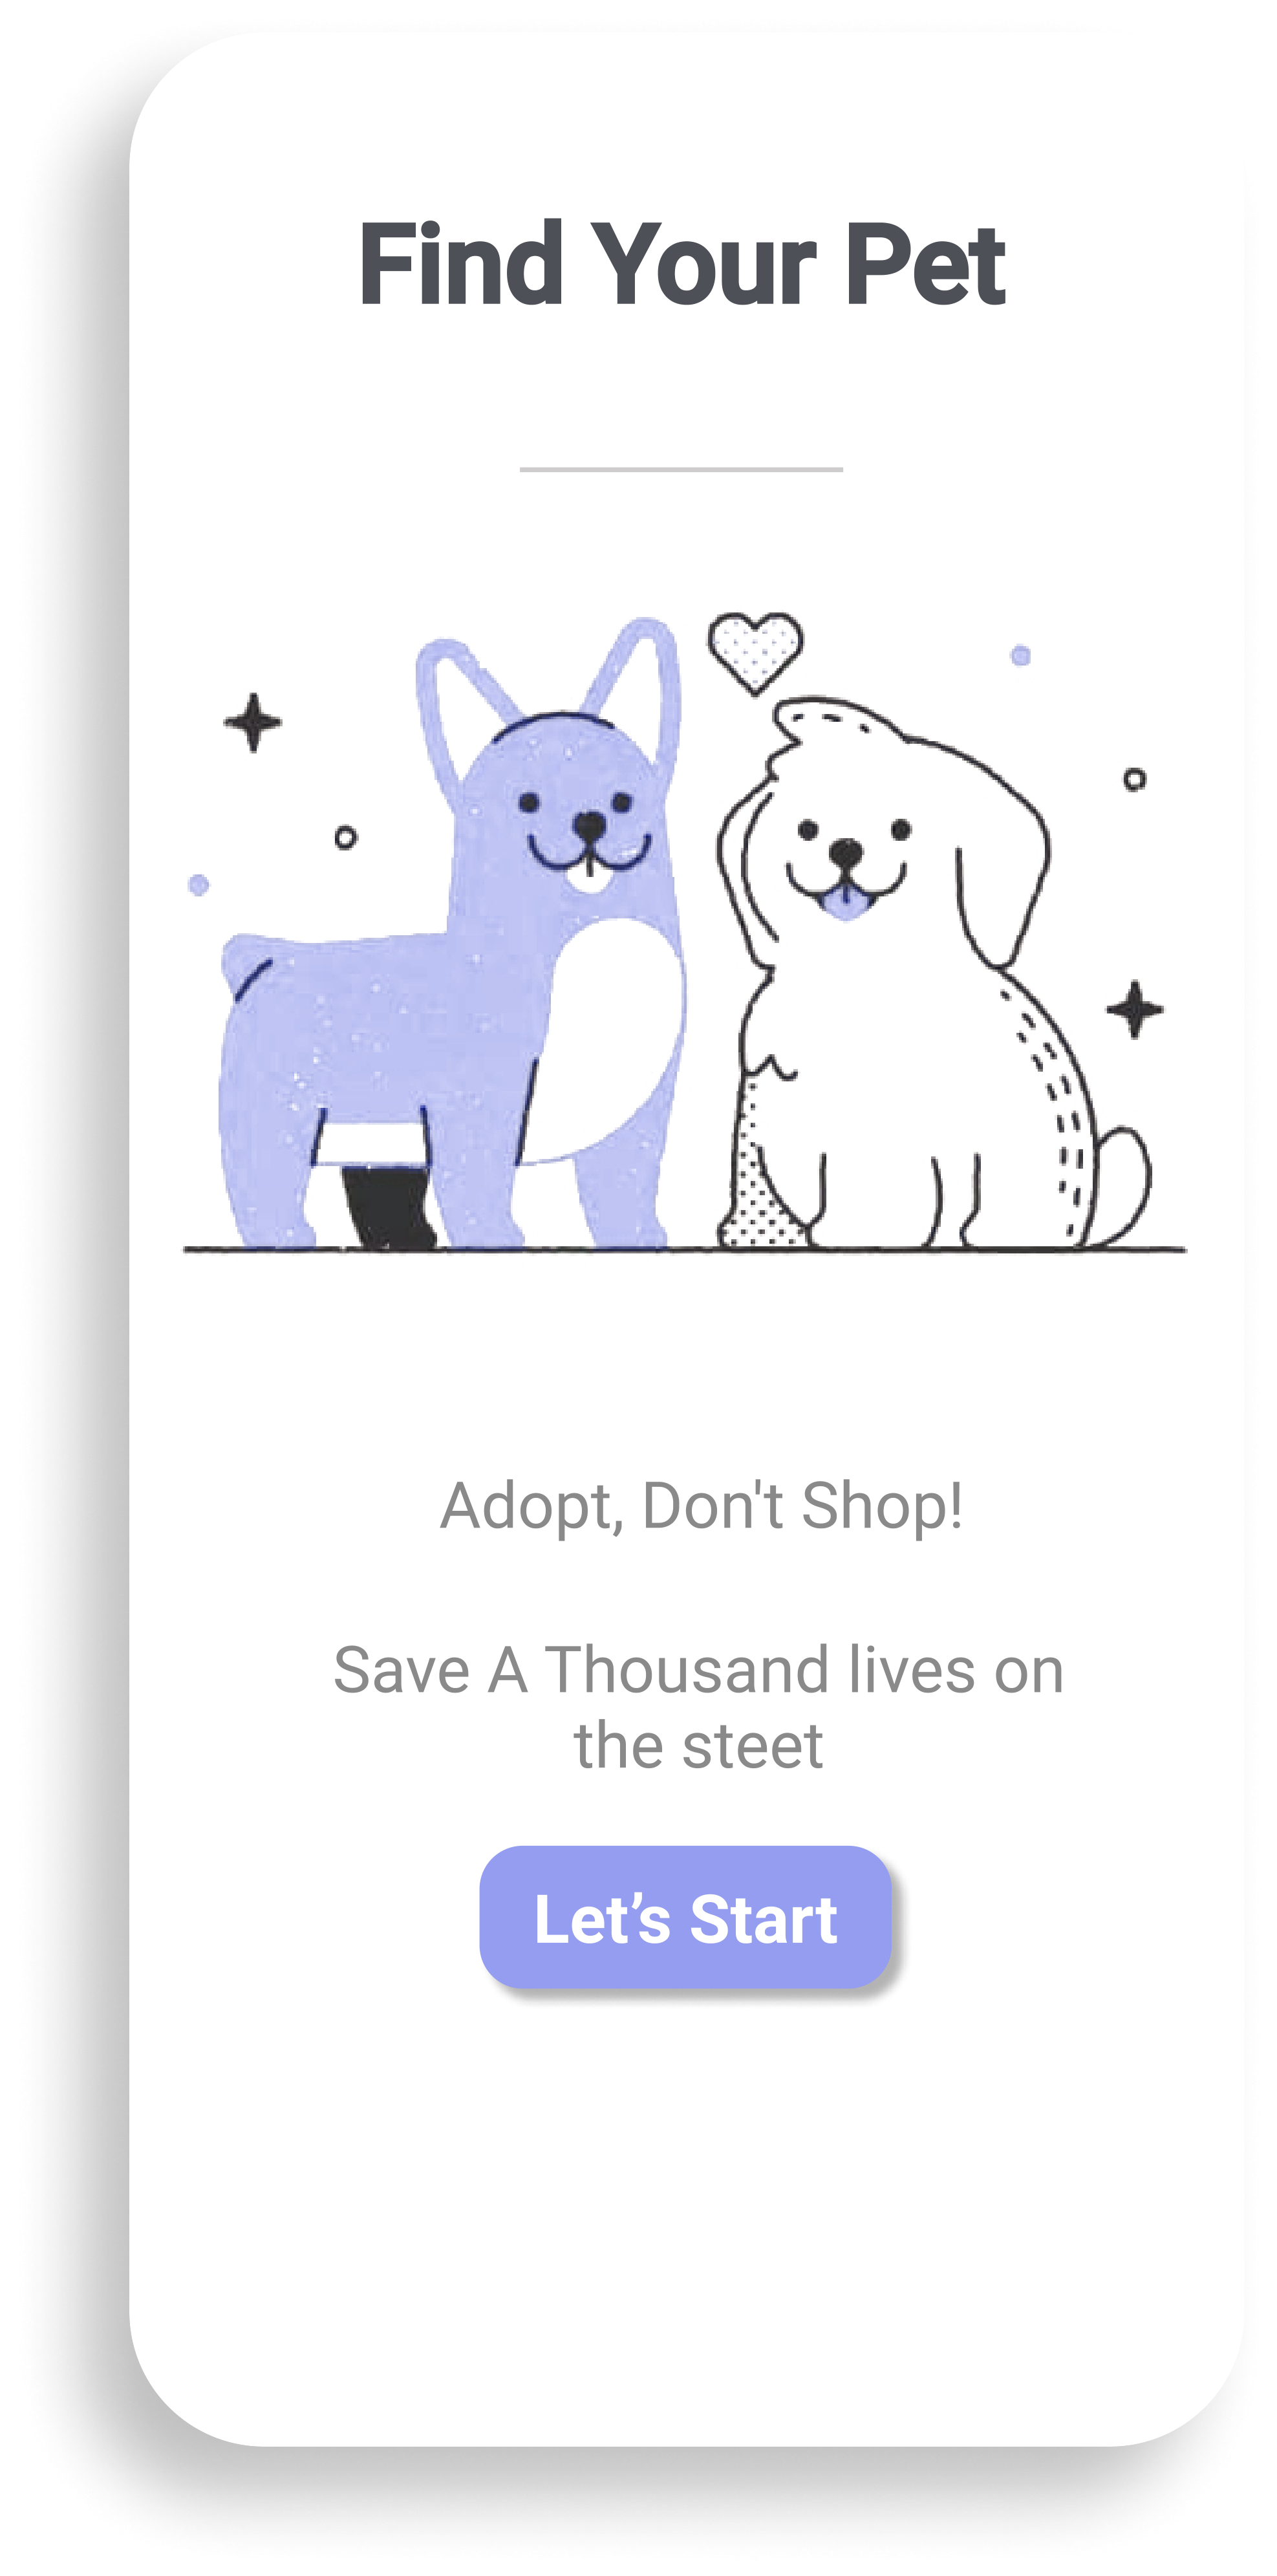 Find Your Pet
Adopt, Don't Shop!
Save A Thousand lives on
the steet
Let’s Start